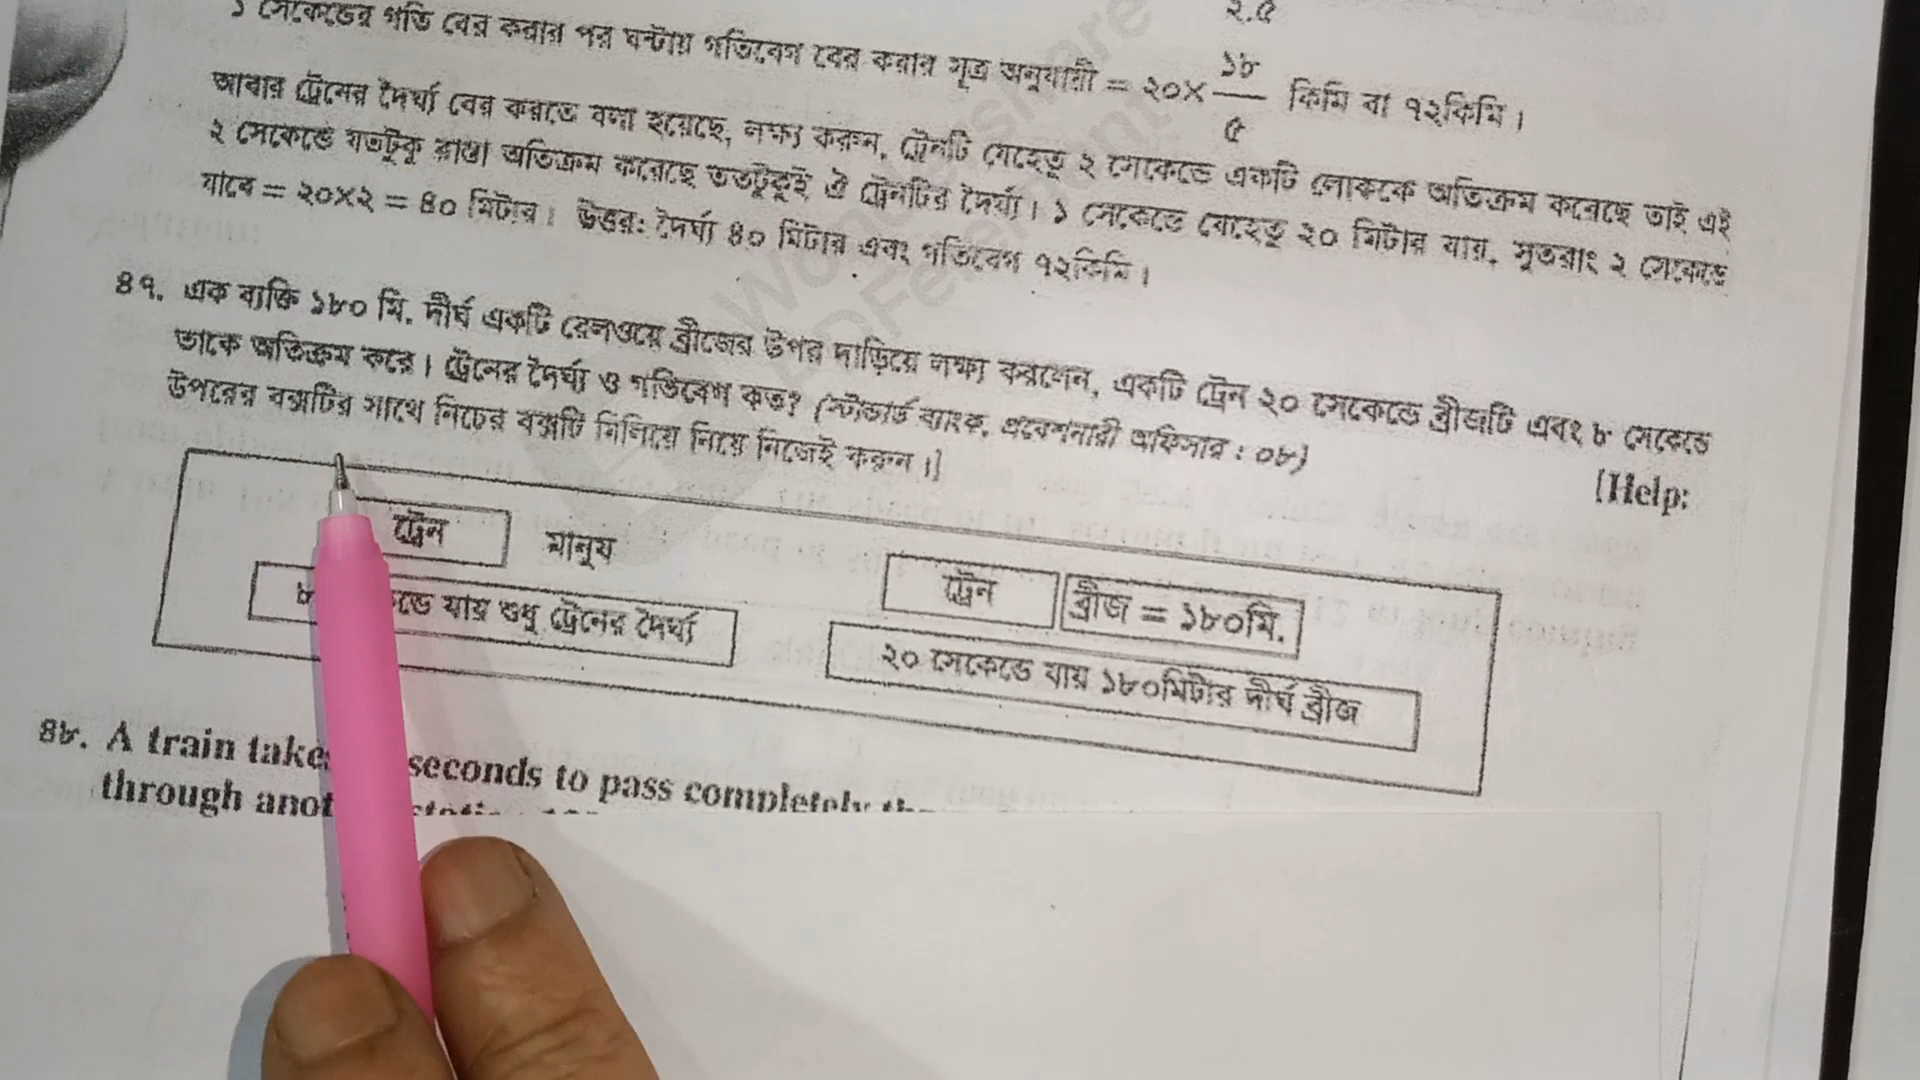 ২.৫
১ সেকেন্ডের গতি বের করার পর ঘন্টায় গতিবেগ বের করার সূত্র অনুযায়ী = ২০× ১৮/৫ কিমি বা ৭২কিমি।
আবার ট্রেনের দৈর্ঘ্য বের করতে বলা হয়েছে, লক্ষ্য করুন, ট্রেনটি যেহেতু ২ সেকেন্ডে একটি লোককে অতিক্রম করেছে তাই এই
২ সেকেন্ডে যতটুকু রাস্তা অতিক্রম করেছে ততটুকুই ঐ ট্রেনটির দৈর্ঘ্য। ১ সেকেন্ডে যেহেতু ২০ মিটার যায়, সুতরাং ২ সেকেন্ডে
যাবে = ২০×২ = ৪০ মিটার। উত্তর: দৈর্ঘ্য ৪০ মিটার এবং গতিবেগ ৭২কিমি।
৪৭. এক ব্যক্তি ১৮০ মি. দীর্ঘ একটি রেলওয়ে ব্রীজের উপর দাড়িয়ে লক্ষ্য করলেন, একটি ট্রেন ২০ সেকেন্ডে ব্রীজটি এবং ৮ সেকেন্ডে
তাকে অতিক্রম করে। ট্রেনের দৈর্ঘ্য ও গতিবেগ কত? (স্টান্ডার্ড ব্যাংক, প্রবেশনারী অফিসার : ০৮) [Help:
উপরের বক্সটির সাথে নিচের বক্সটি মিলিয়ে নিয়ে নিজেই করুন।]
ট্রেন মানুষ
ট্রেন ব্রীজ = ১৮০মি.
৮ যায় শুধু ট্রেনের দৈর্ঘ্য
২০ সেকেন্ডে যায় ১৮০মিটার দীর্ঘ ব্রীজ
৪৮. A train take seconds to pass completely
through